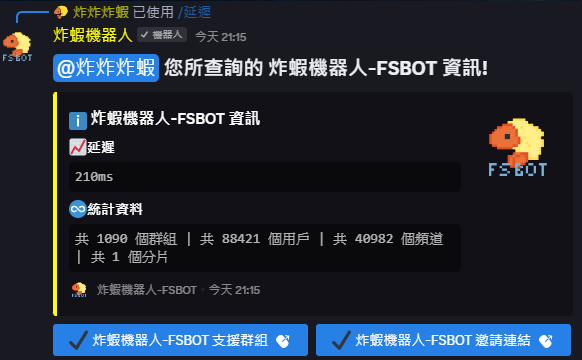 炸炸炸蝦 已使用 /延遲
炸蝦機器人 ✓ 機器人 今天 21:15
FSBOT
@炸炸炸蝦 您所查詢的 炸蝦機器人-FSBOT 資訊!
炸蝦機器人-FSBOT 資訊
FSBOT
延遲
210ms
統計資料
共 1090 個群組 | 共 88421 個用戶 | 共 40982 個頻道
| 共 1 個分片
炸蝦機器人-FSBOT · 今天 21:15
炸蝦機器人-FSBOT 支援群組
炸蝦機器人-FSBOT 邀請連結